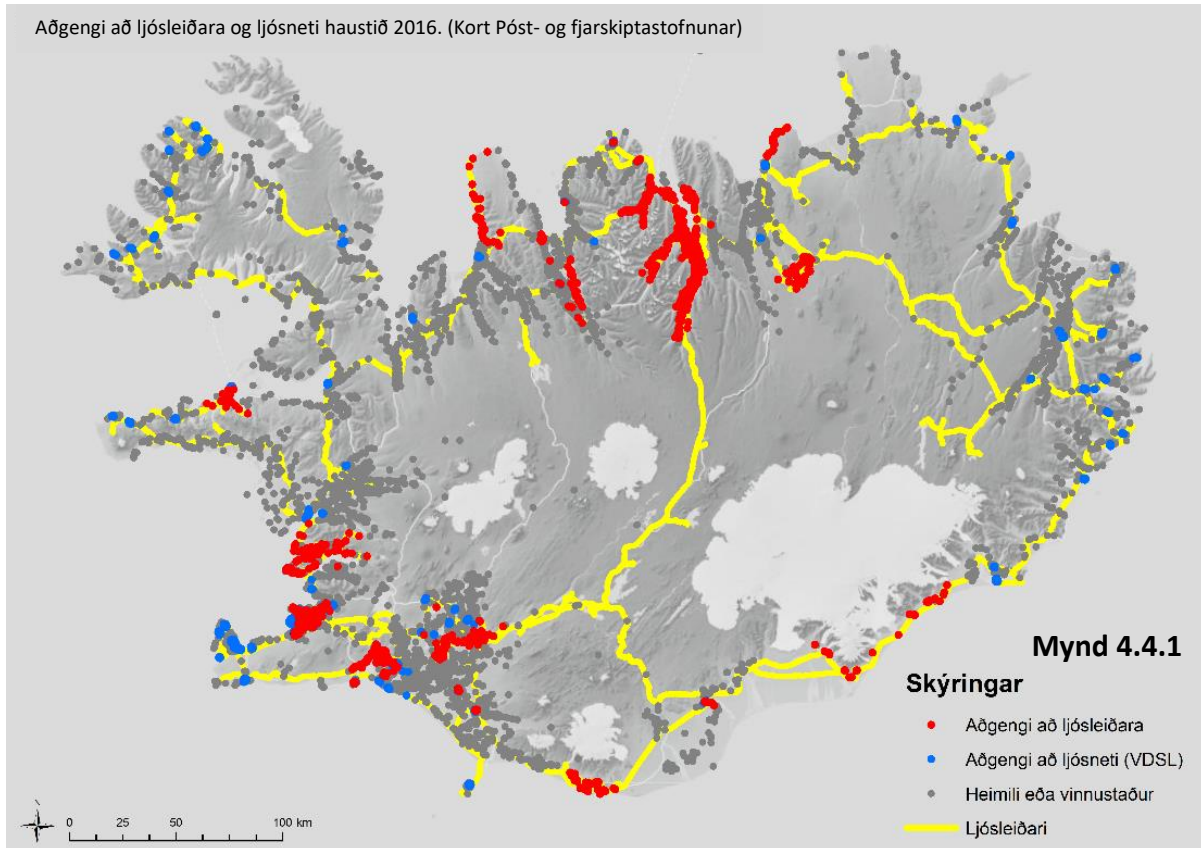 Aðgengi að ljósleiðara og ljósneti haustið 2016. (Kort Póst- og fjarskiptastofnunar)
Mynd 4.4.1
Skýringar
Aðgengi að ljósleiðara
Aðgengi að ljósneti (VDSL)
Heimili eða vinnustaður
Ljósleiðari
0 25 50 100 km